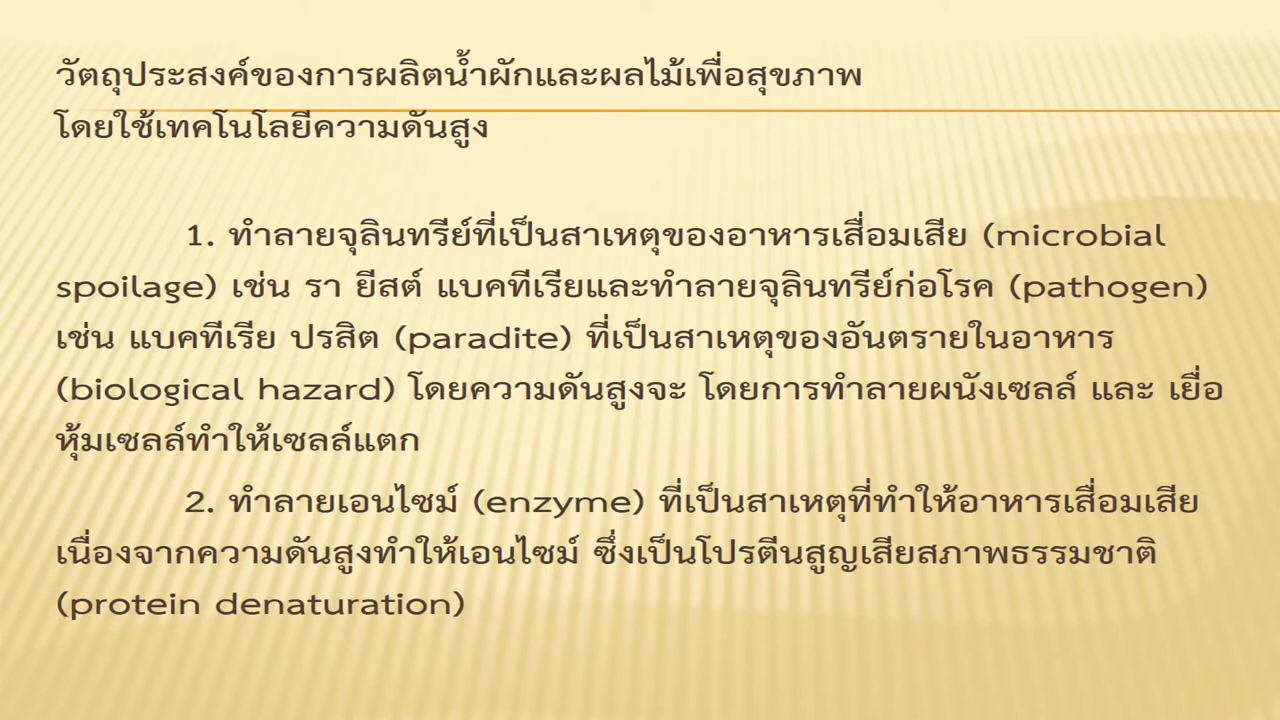 วัตถุประสงค์ของการผลิตน้ำผักและผลไม้เพื่อสุขภาพ
โดยใช้เทคโนโลยีความดันสูง
1. ทำลายจุลินทรีย์ที่เป็นสาเหตุของอาหารเสื่อมเสีย (microbial
spoilage) เช่น รา ยีสต์ แบคทีเรียและทำลายจุลินทรีย์ก่อโรค (pathogen)
เช่น แบคทีเรีย ปรสิต (paradite) ที่เป็นสาเหตุของอันตรายในอาหาร
(biological hazard) โดยความดันสูงจะ โดยการทำลายผนังเซลล์ และ เยื่อ
หุ้มเซลล์ทำให้เซลล์แตก
2. ทำลายเอนไซม์ (enzyme) ที่เป็นสาเหตุที่ทำให้อาหารเสื่อมเสีย
เนื่องจากความดันสูงทำให้เอนไซม์ ซึ่งเป็นโปรตีนสูญเสียสภาพธรรมชาติ
(protein denaturation)